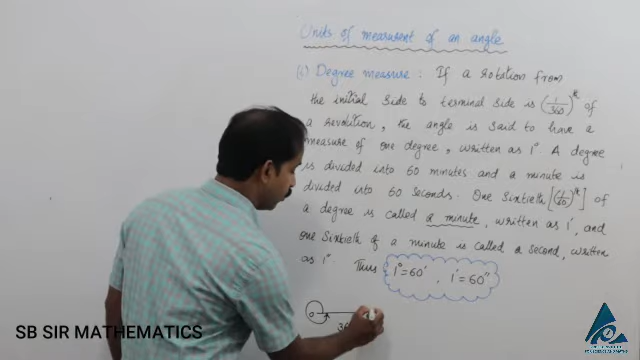 Units of measurent of an angle
(i) Degree measure : If a rotation from
the initial side to terminal side is (1/360)th of
a revolution, the angle is said to have a
measure of one degree, written as 1°. A degree
is divided into 60 minutes and a minute is
divided into 60 seconds. One sixtieth [(1/60)th] of
a degree is called a minute, written as 1', and
one sixtieth of a minute is called a second, written
as 1". Thus 1° = 60' , 1' = 60"
O
SB SIR MATHEMATICS